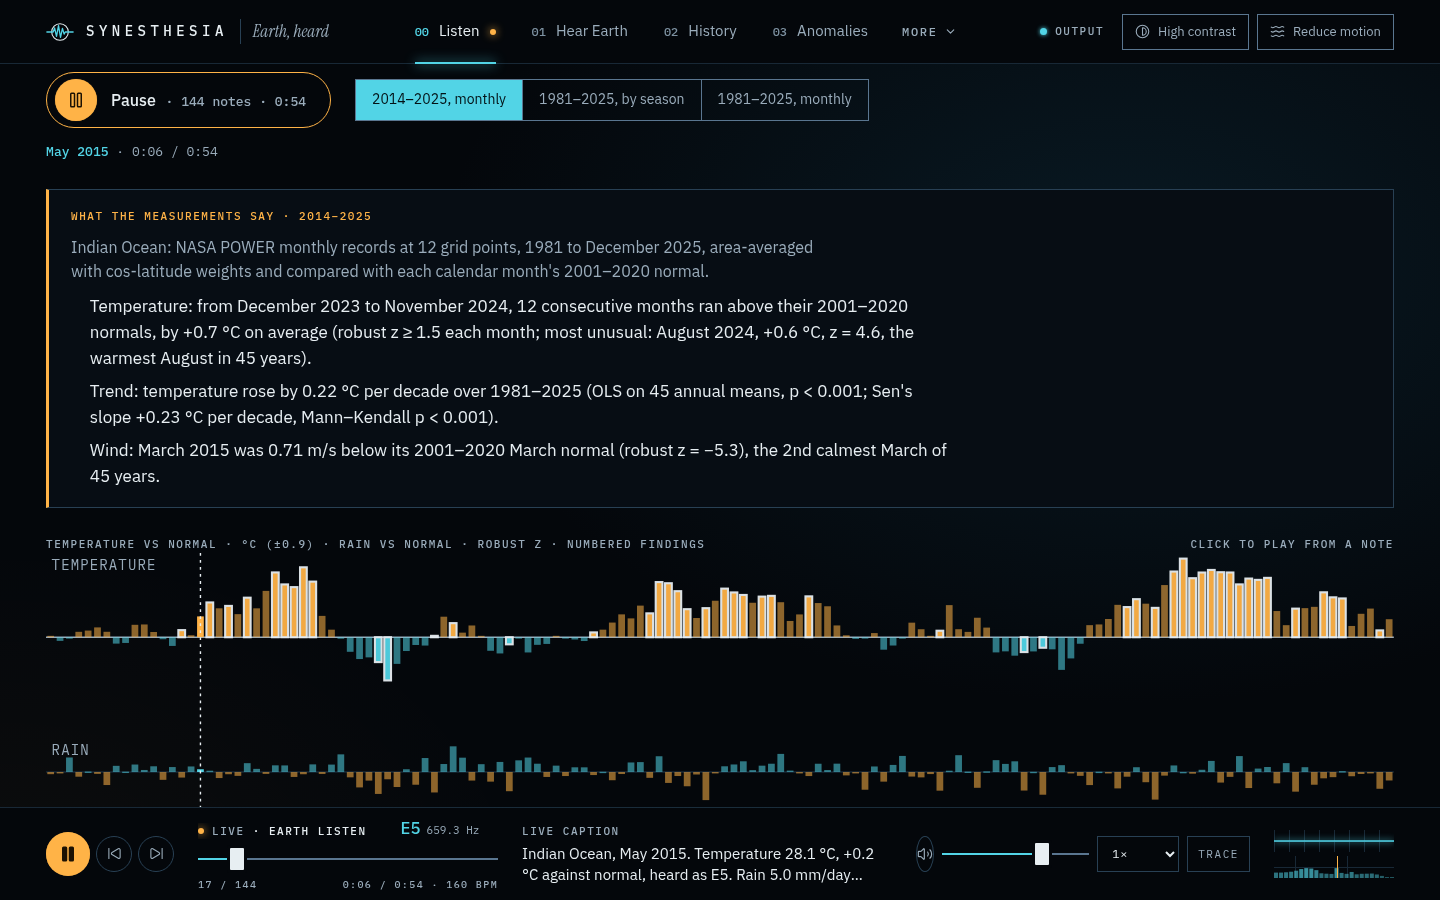 SYNESTHESIA Earth, heard 00 Listen 01 Hear Earth 02 History 03 Anomalies MORE OUTPUT High contrast Reduce motion
Pause · 144 notes · 0:54 2014–2025, monthly 1981–2025, by season 1981–2025, monthly
May 2015 · 0:06 / 0:54
WHAT THE MEASUREMENTS SAY · 2014–2025
Indian Ocean: NASA POWER monthly records at 12 grid points, 1981 to December 2025, area-averaged
with cos-latitude weights and compared with each calendar month's 2001–2020 normal.
Temperature: from December 2023 to November 2024, 12 consecutive months ran above their 2001–2020
normals, by +0.7 °C on average (robust z ≥ 1.5 each month; most unusual: August 2024, +0.6 °C, z = 4.6, the
warmest August in 45 years).
Trend: temperature rose by 0.22 °C per decade over 1981–2025 (OLS on 45 annual means, p < 0.001; Sen's
slope +0.23 °C per decade, Mann–Kendall p < 0.001).
Wind: March 2015 was 0.71 m/s below its 2001–2020 March normal (robust z = −5.3), the 2nd calmest March of
45 years.
TEMPERATURE VS NORMAL · °C (±0.9) · RAIN VS NORMAL · ROBUST Z · NUMBERED FINDINGS CLICK TO PLAY FROM A NOTE
TEMPERATURE
RAIN
LIVE · EARTH LISTEN E5 659.3 Hz
17 / 144 0:06 / 0:54 · 160 BPM
LIVE CAPTION
Indian Ocean, May 2015. Temperature 28.1 °C, +0.2
°C against normal, heard as E5. Rain 5.0 mm/day...
1× TRACE